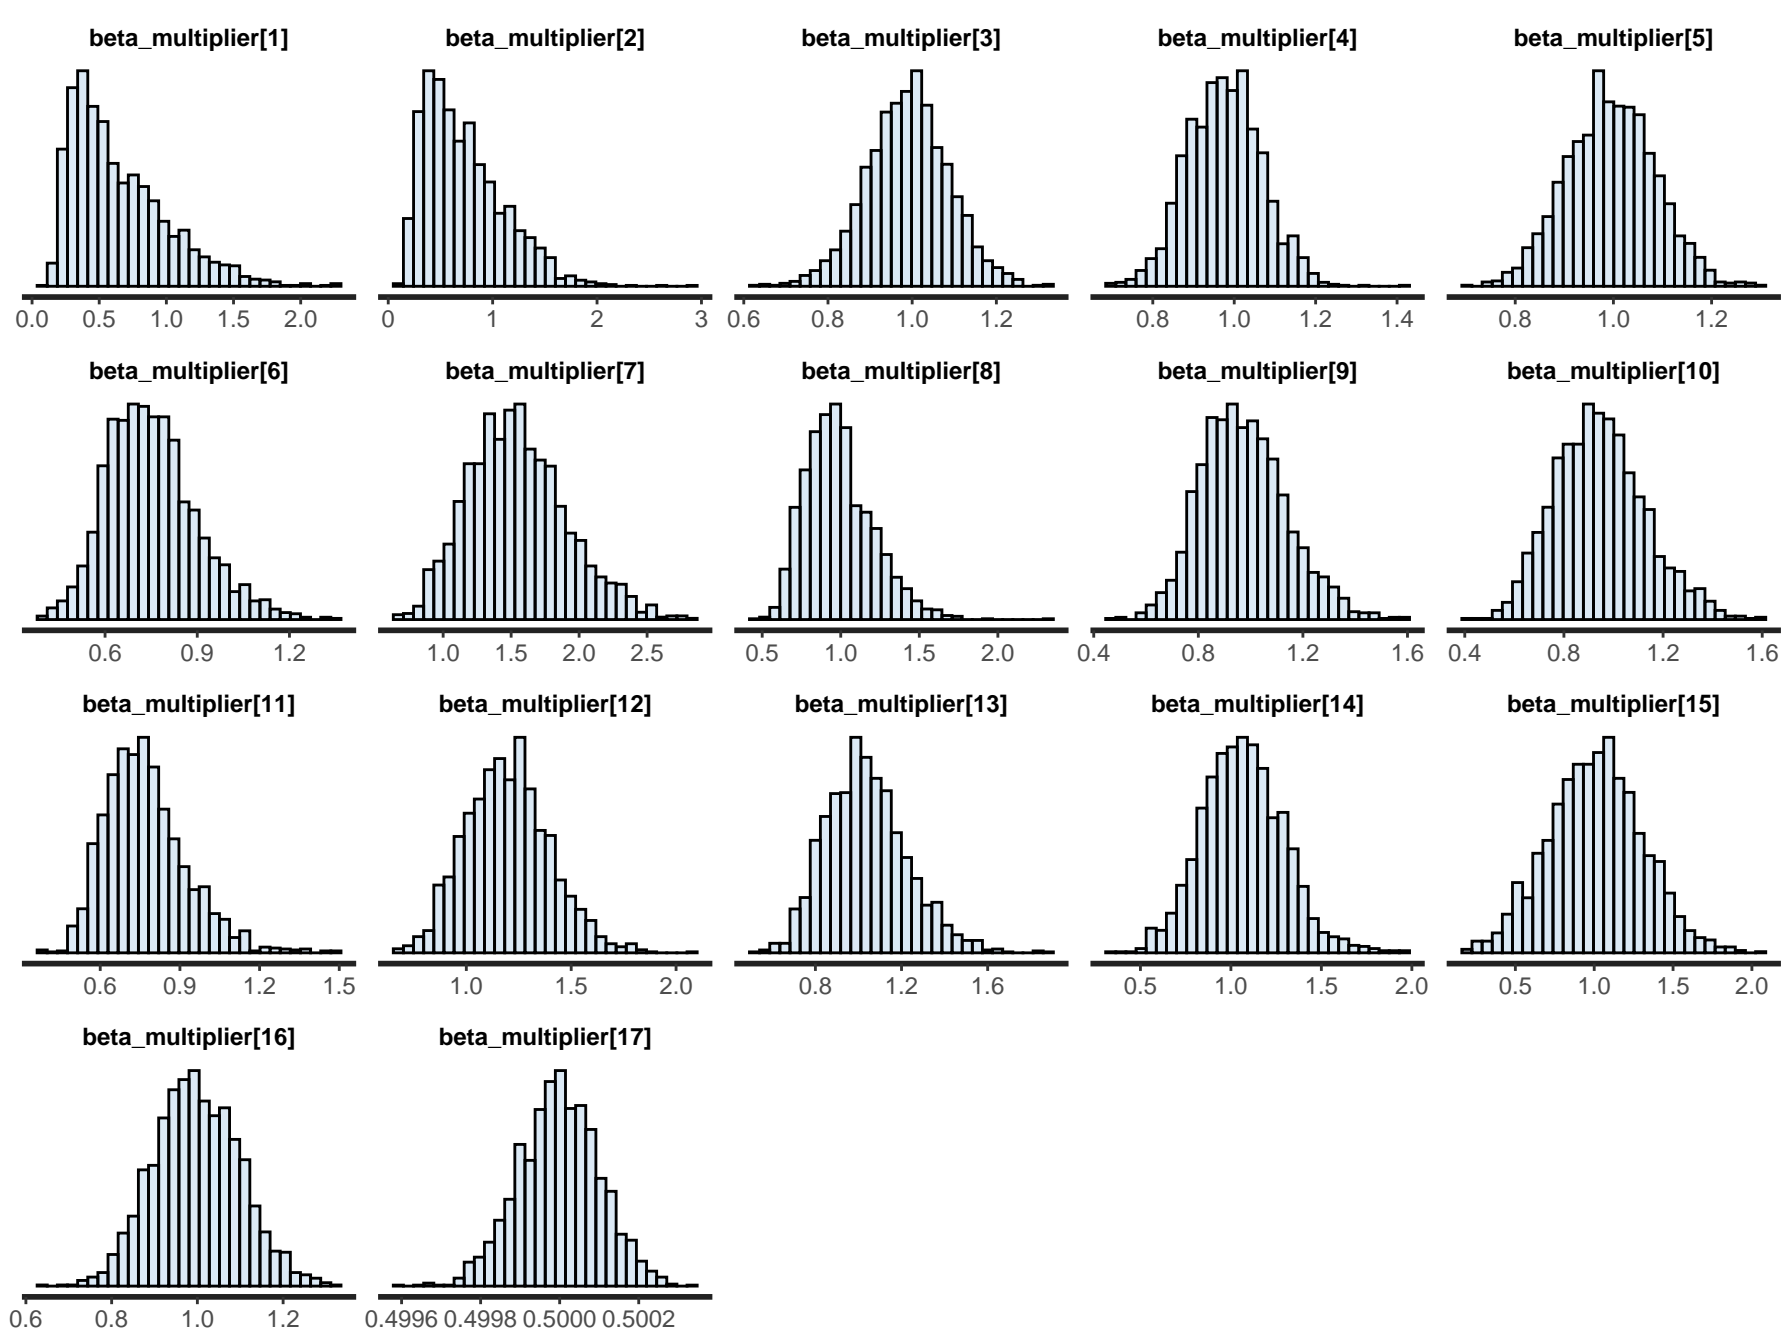 beta_multiplier[1] beta_multiplier[2] beta_multiplier[3] beta_multiplier[4] beta_multiplier[5]
0.0 0.5 1.0 1.5 2.0 0 1 2 3 0.6 0.8 1.0 1.2 0.8 1.0 1.2 1.4 0.8 1.0 1.2
beta_multiplier[6] beta_multiplier[7] beta_multiplier[8] beta_multiplier[9] beta_multiplier[10]
0.6 0.9 1.2 1.0 1.5 2.0 2.5 0.5 1.0 1.5 2.0 0.4 0.8 1.2 1.6 0.4 0.8 1.2 1.6
beta_multiplier[11] beta_multiplier[12] beta_multiplier[13] beta_multiplier[14] beta_multiplier[15]
0.6 0.9 1.2 1.5 1.0 1.5 2.0 0.8 1.2 1.6 0.5 1.0 1.5 2.0 0.5 1.0 1.5 2.0
beta_multiplier[16] beta_multiplier[17]
0.6 0.8 1.0 1.2 0.4996 0.4998 0.5000 0.5002